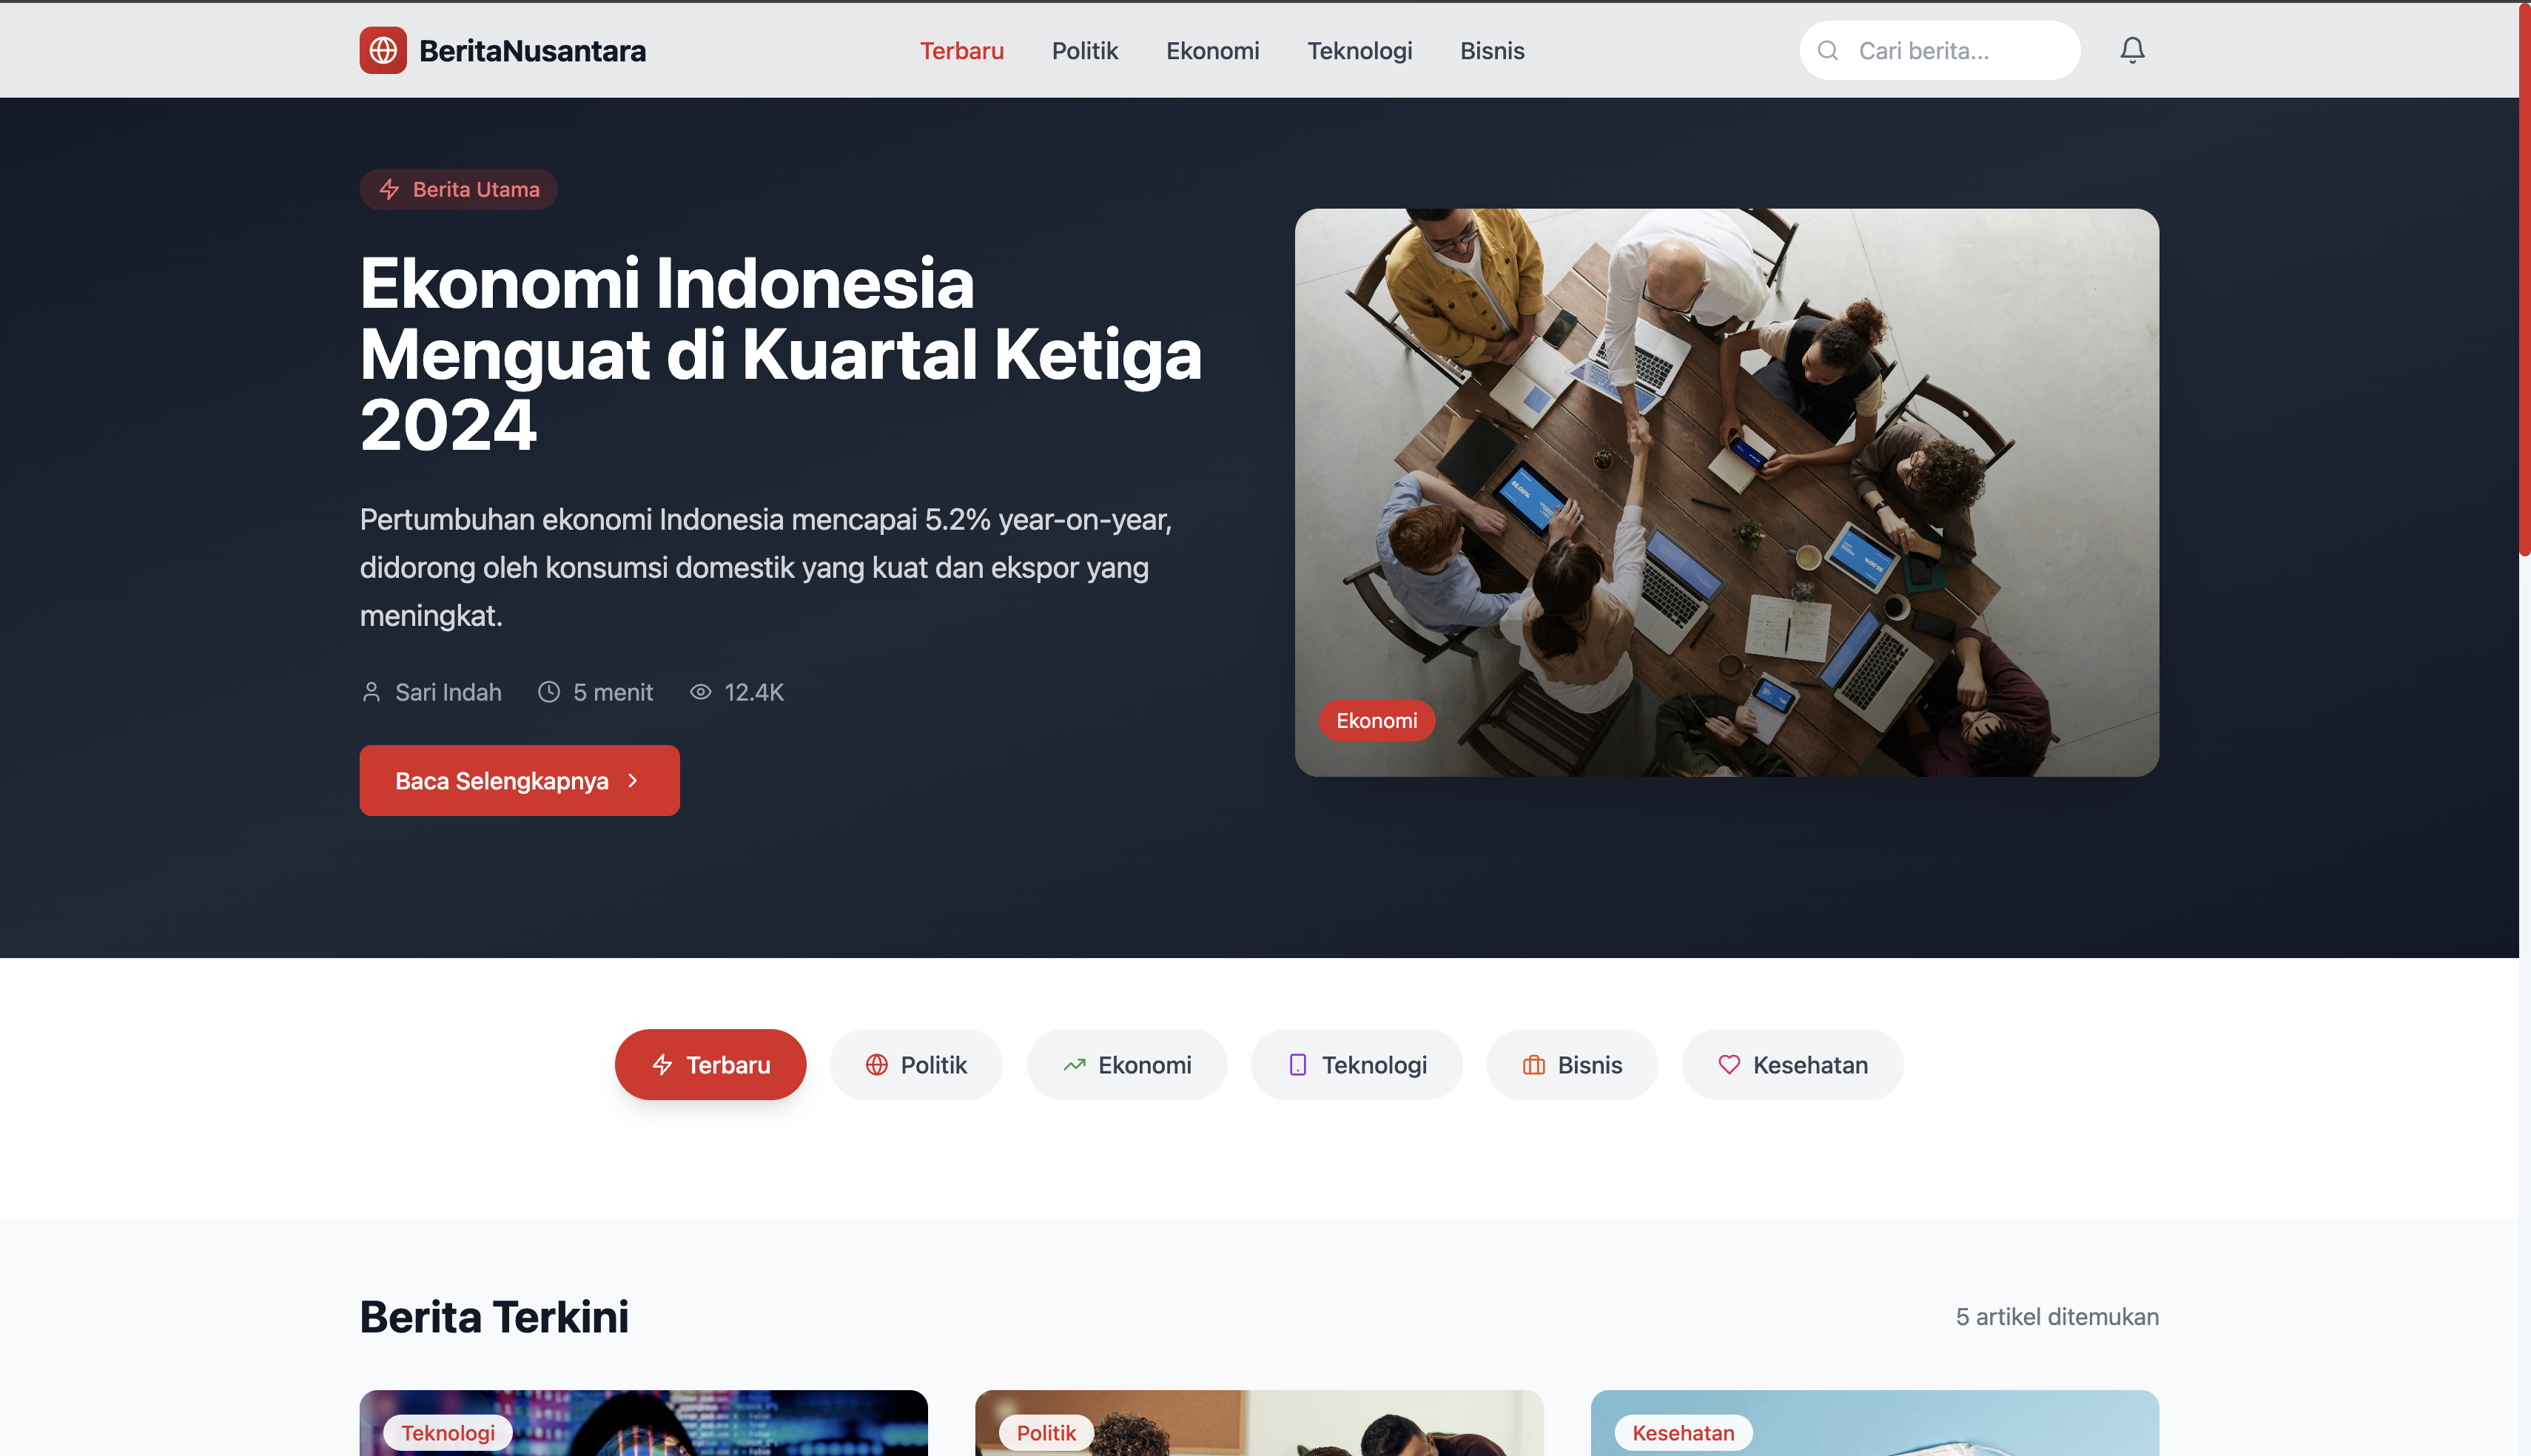 BeritaNusantara
Terbaru
Politik
Ekonomi
Teknologi
Bisnis
Cari berita...
Berita Utama
Ekonomi Indonesia
Menguat di Kuartal Ketiga
2024
Pertumbuhan ekonomi Indonesia mencapai 5.2% year-on-year,
didorong oleh konsumsi domestik yang kuat dan ekspor yang
meningkat.
Sari Indah
5 menit
12.4K
Baca Selengkapnya
Ekonomi
Terbaru
Politik
Ekonomi
Teknologi
Bisnis
Kesehatan
Berita Terkini
5 artikel ditemukan
Teknologi
Politik
Kesehatan